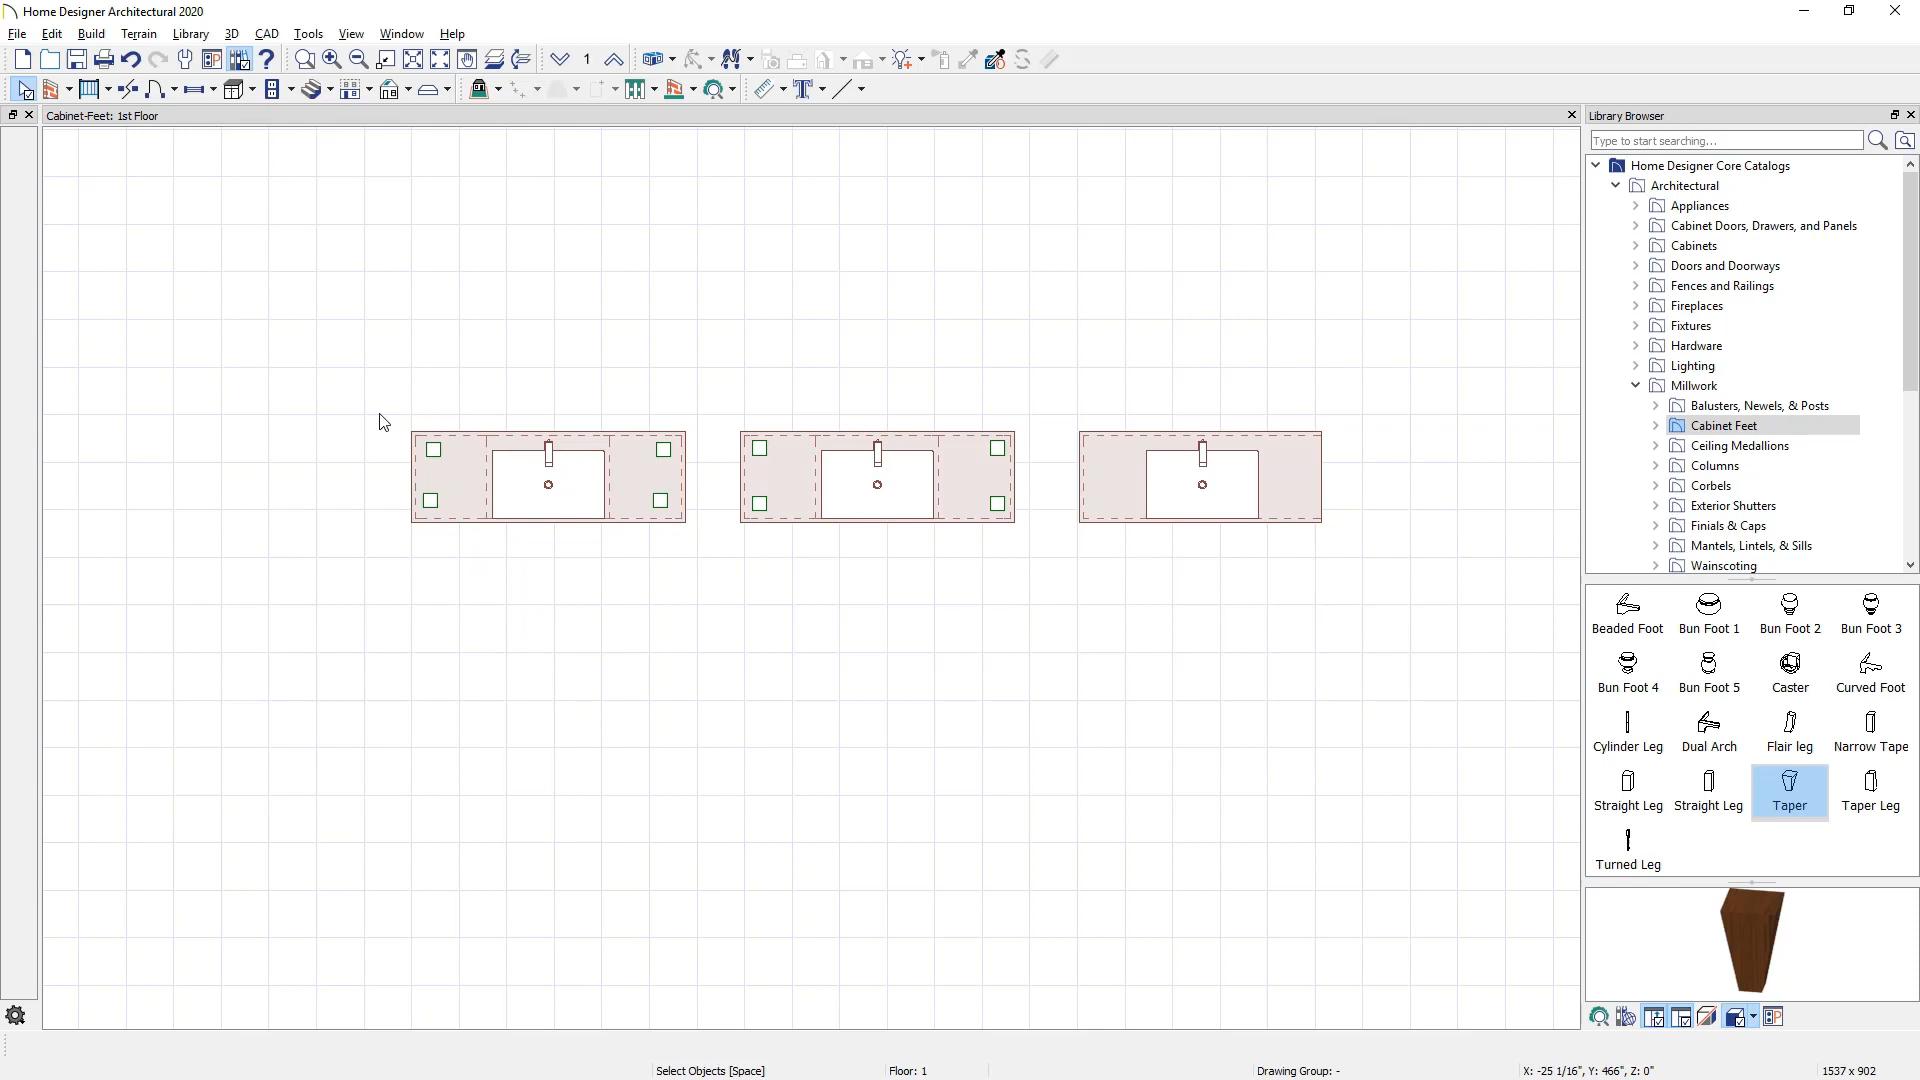 Home Designer Architectural 2020
File Edit Build Terrain Library 3D CAD Tools View Window Help
1
Cabinet-Feet: 1st Floor
Library Browser
Type to start searching...
Home Designer Core Catalogs
Architectural
Appliances
Cabinet Doors, Drawers, and Panels
Cabinets
Doors and Doorways
Fences and Railings
Fireplaces
Fixtures
Hardware
Lighting
Millwork
Balusters, Newels, & Posts
Cabinet Feet
Ceiling Medallions
Columns
Corbels
Exterior Shutters
Finials & Caps
Mantels, Lintels, & Sills
Wainscoting
Beaded Foot Bun Foot 1 Bun Foot 2 Bun Foot 3
Bun Foot 4 Bun Foot 5 Caster Curved Foot
Cylinder Leg Dual Arch Flair leg Narrow Tape
Straight Leg Straight Leg Taper Taper Leg
Turned Leg
Select Objects [Space] Floor: 1 Drawing Group: - X: -25 1/16", Y: 466", Z: 0" 1537 x 902